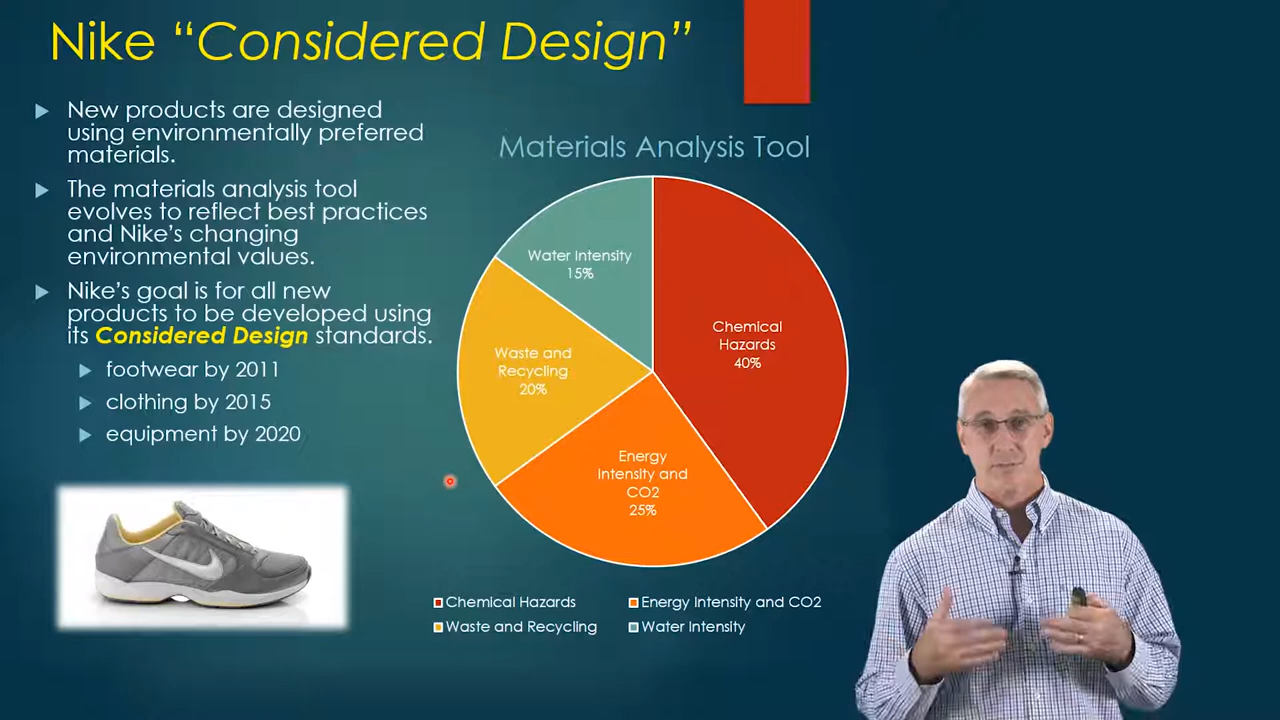 Nike “Considered Design”
New products are designed
using environmentally preferred
materials.
The materials analysis tool
evolves to reflect best practices
and Nike’s changing
environmental values.
Nike’s goal is for all new
products to be developed using
its Considered Design standards.
footwear by 2011
clothing by 2015
equipment by 2020
Materials Analysis Tool
Water Intensity
15%
Chemical
Hazards
40%
Waste and
Recycling
20%
Energy
Intensity and
CO2
25%
Chemical Hazards
Energy Intensity and CO2
Waste and Recycling
Water Intensity